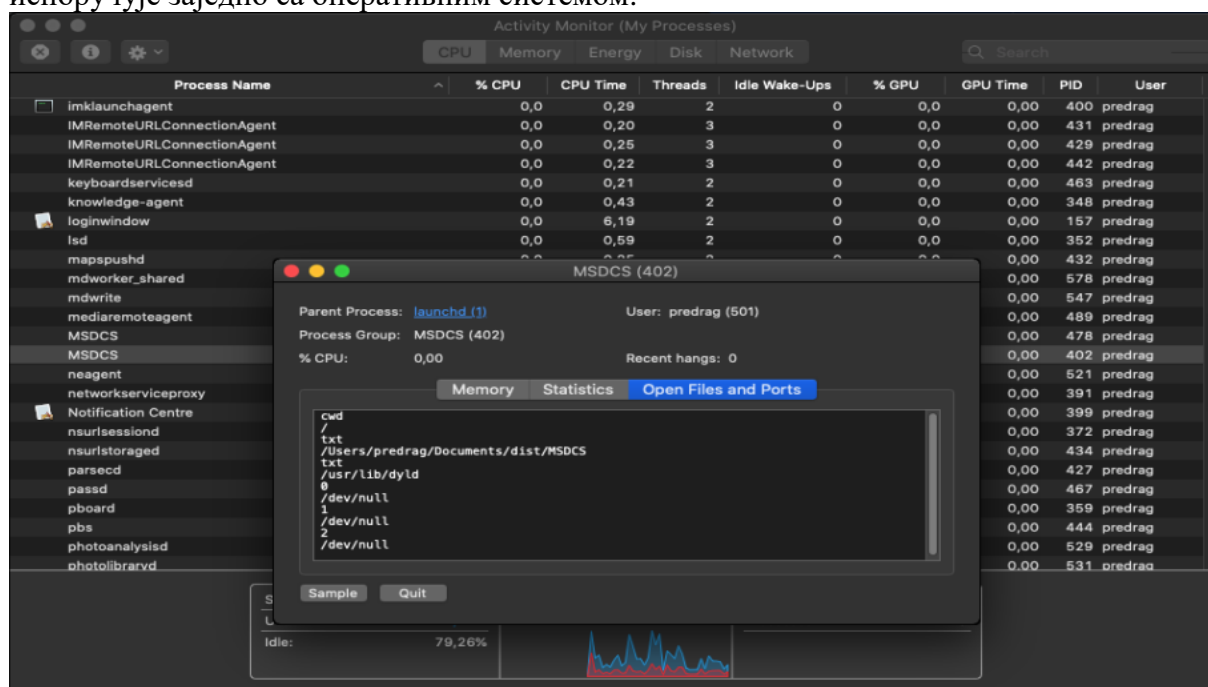 испоручује заједно са оперативним системом.
Activity Monitor (My Processes)
CPU Memory Energy Disk Network Search
Process Name % CPU CPU Time Threads Idle Wake-Ups % GPU GPU Time PID User
imklaunchagent 0,0 0,29 2 0 0,0 0,00 400 predrag
IMRemoteURLConnectionAgent 0,0 0,20 3 0 0,0 0,00 431 predrag
IMRemoteURLConnectionAgent 0,0 0,25 3 0 0,0 0,00 429 predrag
IMRemoteURLConnectionAgent 0,0 0,22 3 0 0,0 0,00 442 predrag
keyboardservicesd 0,0 0,21 2 0 0,0 0,00 463 predrag
knowledge-agent 0,0 0,43 2 0 0,0 0,00 348 predrag
loginwindow 0,0 6,19 2 0 0,0 0,00 157 predrag
lsd 0,0 0,59 2 0 0,0 0,00 352 predrag
mapspushd 0,00 432 predrag
mdworker_shared 0,00 578 predrag
mdwrite 0,00 547 predrag
mediaremoteagent 0,00 489 predrag
MSDCS 0,00 478 predrag
MSDCS 0,00 402 predrag
neagent 0,00 521 predrag
networkserviceproxy 0,00 391 predrag
Notification Centre 0,00 399 predrag
nsurlsessiond 0,00 372 predrag
nsurlstoraged 0,00 434 predrag
parsecd 0,00 427 predrag
passd 0,00 467 predrag
pboard 0,00 359 predrag
pbs 0,00 444 predrag
photoanalysisd 0,00 529 predrag
photolibraryd 0,00 531 predrag
MSDCS (402)
Parent Process: launchd (1) User: predrag (501)
Process Group: MSDCS (402)
% CPU: 0,00 Recent hangs: 0
Memory Statistics Open Files and Ports
cwd
/
txt
/Users/predrag/Documents/dist/MSDCS
txt
/usr/lib/dyld
0
/dev/null
1
/dev/null
2
/dev/null
Sample Quit
Idle: 79,26%